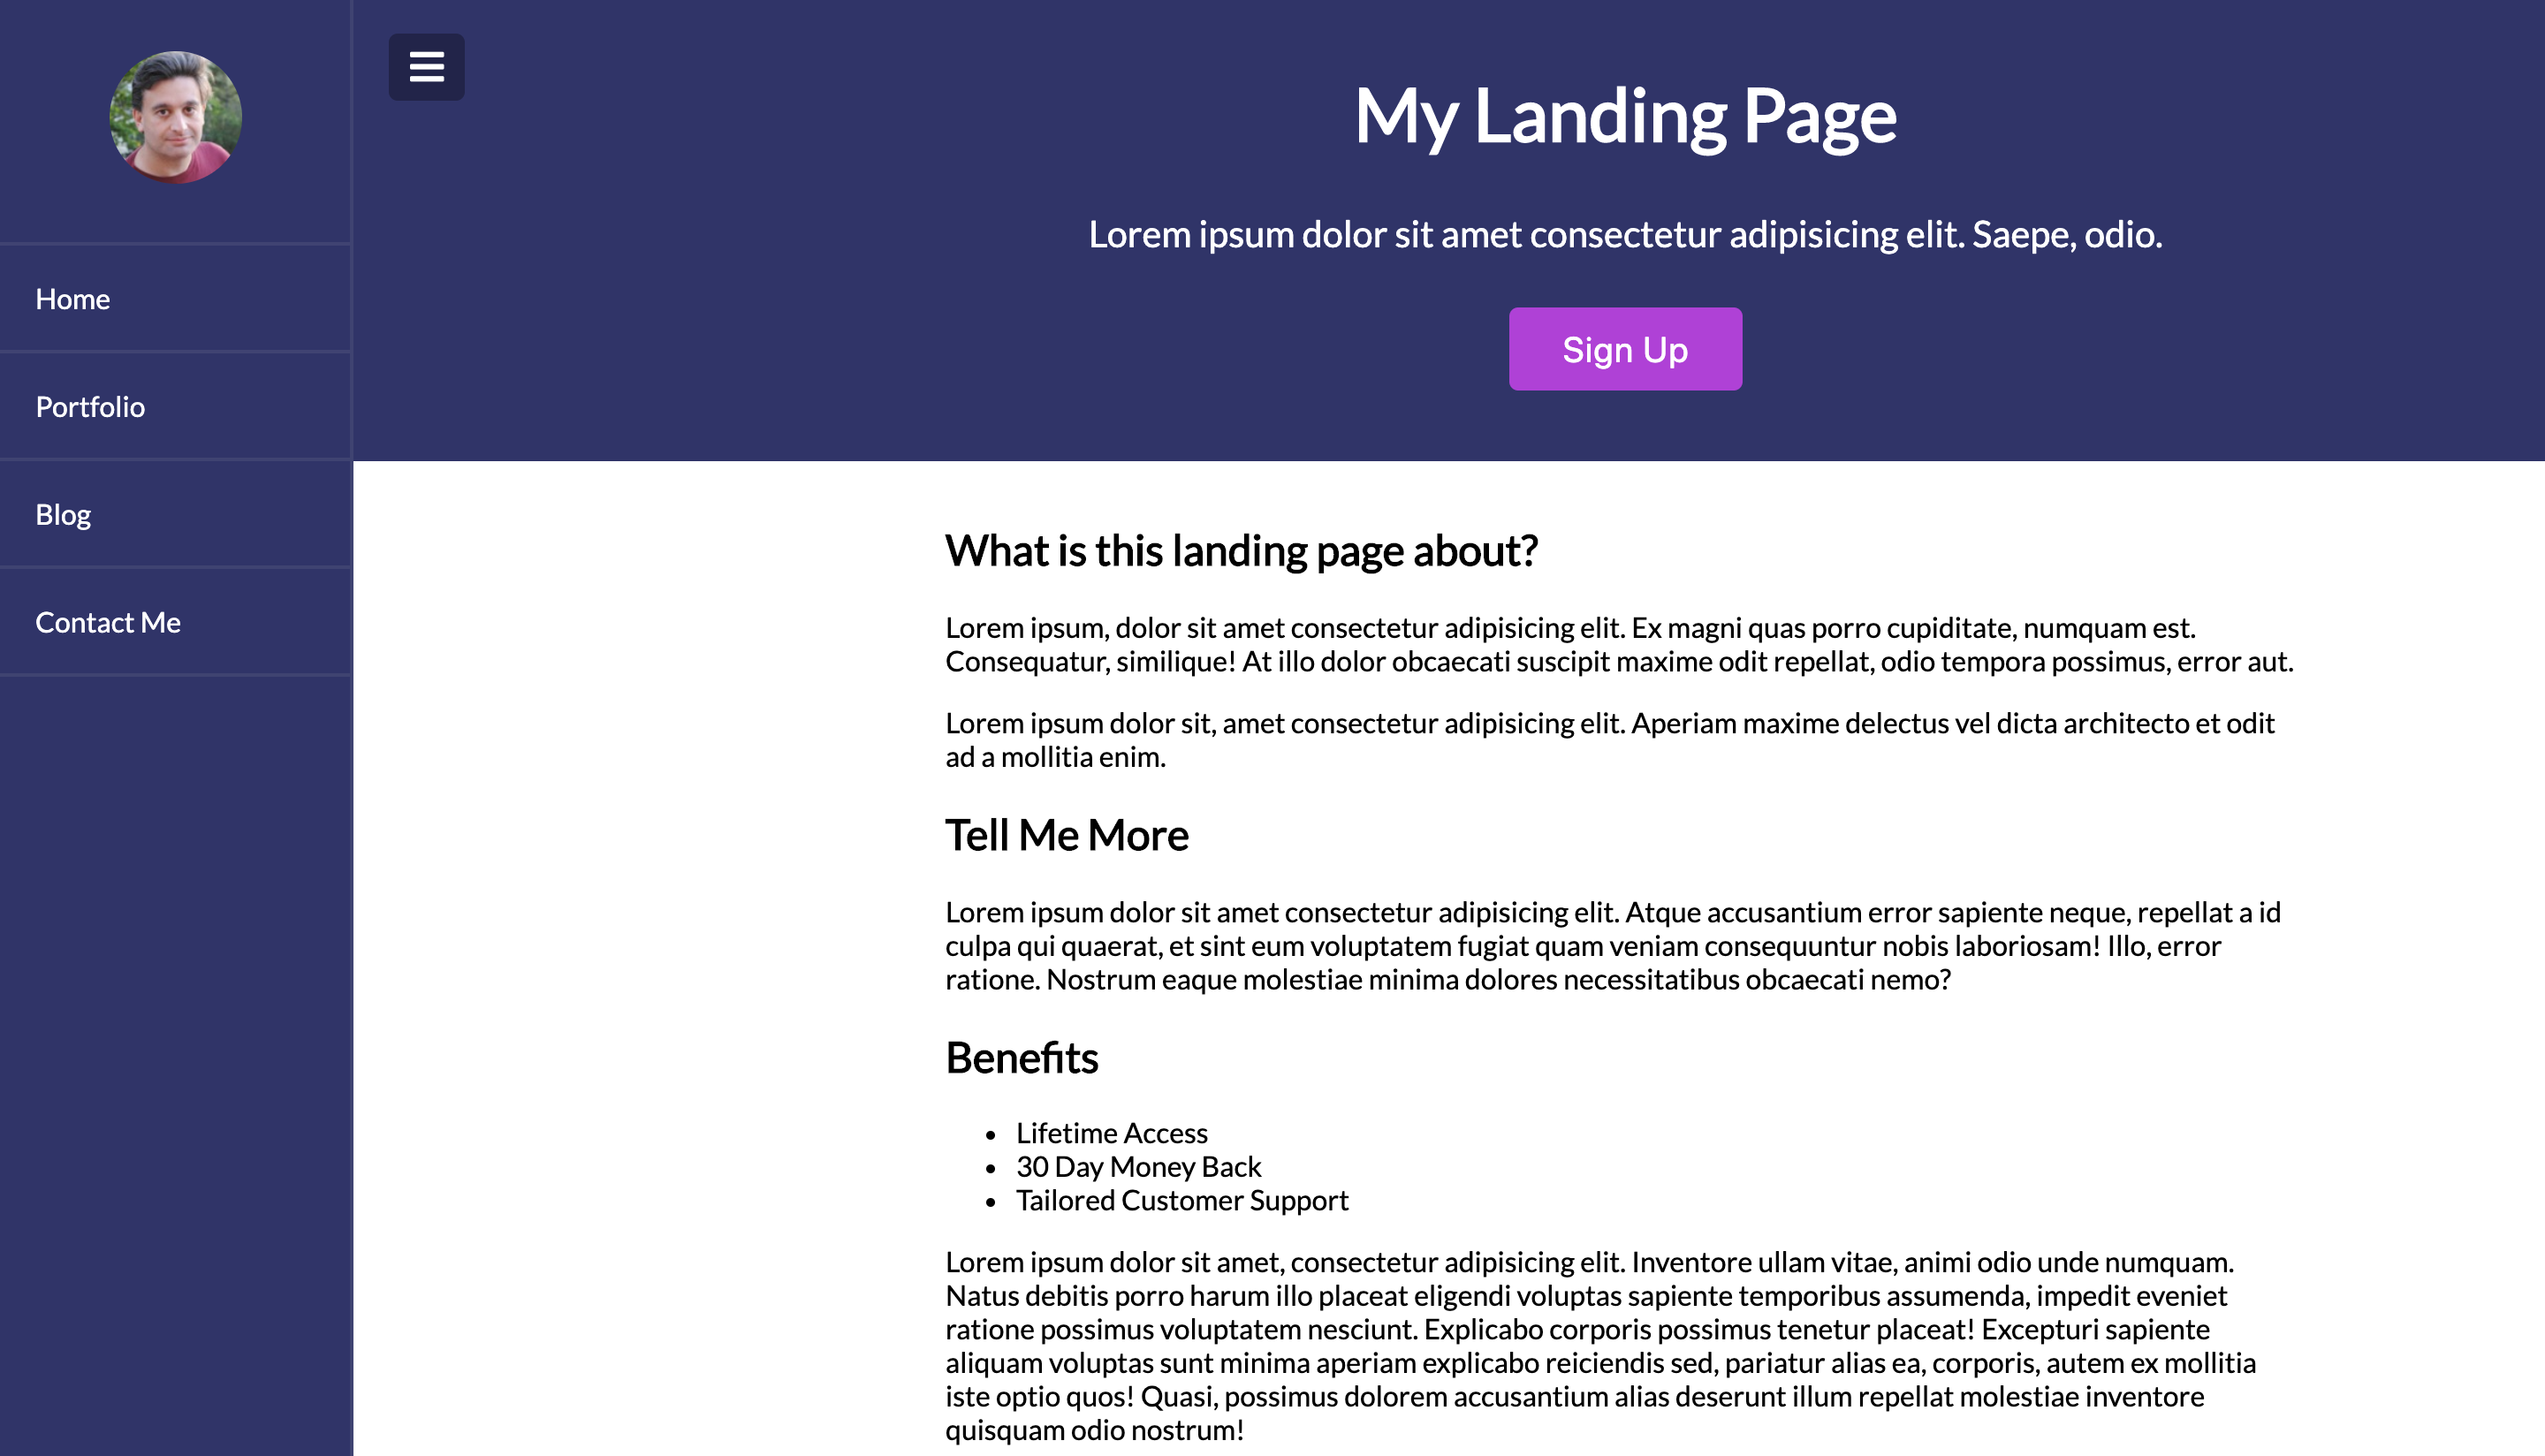 Home
Portfolio
Blog
Contact Me
My Landing Page
Lorem ipsum dolor sit amet consectetur adipisicing elit. Saepe, odio.
Sign Up
What is this landing page about?
Lorem ipsum, dolor sit amet consectetur adipisicing elit. Ex magni quas porro cupiditate, numquam est.
Consequatur, similique! At illo dolor obcaecati suscipit maxime odit repellat, odio tempora possimus, error aut.
Lorem ipsum dolor sit, amet consectetur adipisicing elit. Aperiam maxime delectus vel dicta architecto et odit
ad a mollitia enim.
Tell Me More
Lorem ipsum dolor sit amet consectetur adipisicing elit. Atque accusantium error sapiente neque, repellat a id
culpa qui quaerat, et sint eum voluptatem fugiat quam veniam consequuntur nobis laboriosam! Illo, error
ratione. Nostrum eaque molestiae minima dolores necessitatibus obcaecati nemo?
Benefits
• Lifetime Access
• 30 Day Money Back
• Tailored Customer Support
Lorem ipsum dolor sit amet, consectetur adipisicing elit. Inventore ullam vitae, animi odio unde numquam.
Natus debitis porro harum illo placeat eligendi voluptas sapiente temporibus assumenda, impedit eveniet
ratione possimus voluptatem nesciunt. Explicabo corporis possimus tenetur placeat! Excepturi sapiente
aliquam voluptas sunt minima aperiam explicabo reiciendis sed, pariatur alias ea, corporis, autem ex mollitia
iste optio quos! Quasi, possimus dolorem accusantium alias deserunt illum repellat molestiae inventore
quisquam odio nostrum!